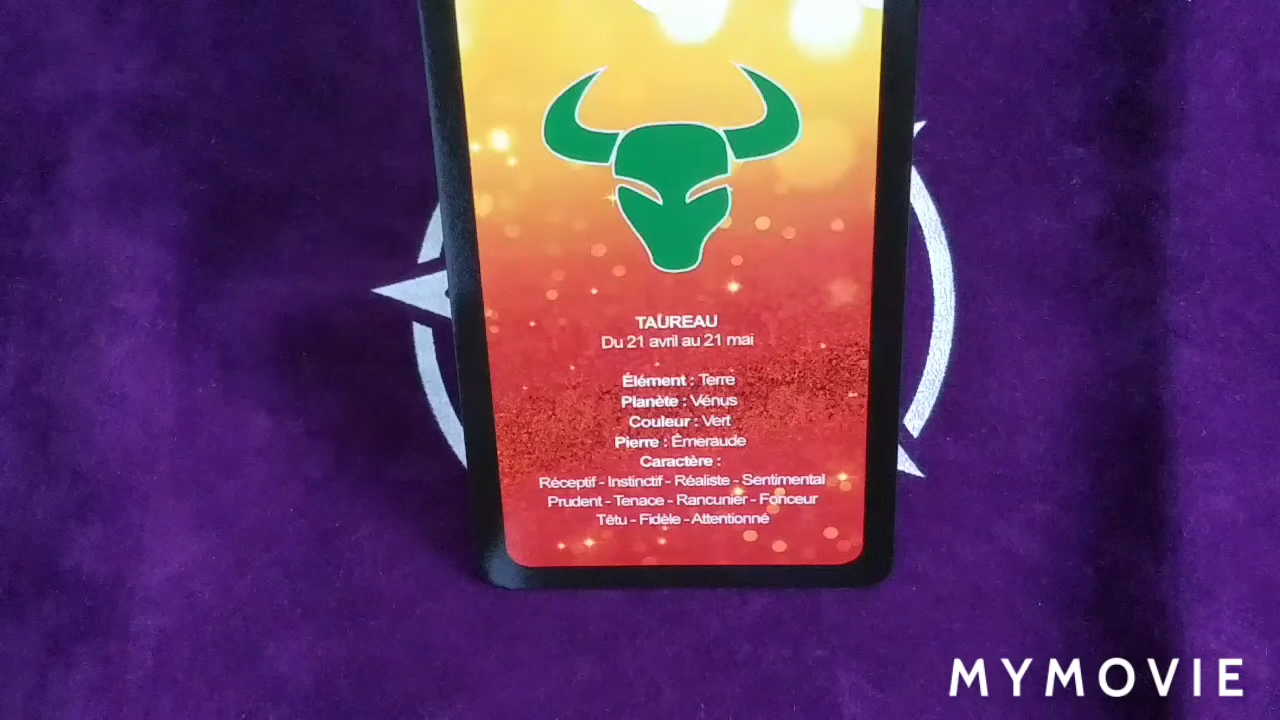 TAUREAU
Du 21 avril au 21 mai
Élément : Terre
Planète : Vénus
Couleur : Vert
Pierre : Émeraude
Caractère :
Réceptif - Instinctif - Réaliste - Sentimental
Prudent - Tenace - Rancunier - Fonceur
Têtu - Fidèle - Attentionné
MYMOVIE